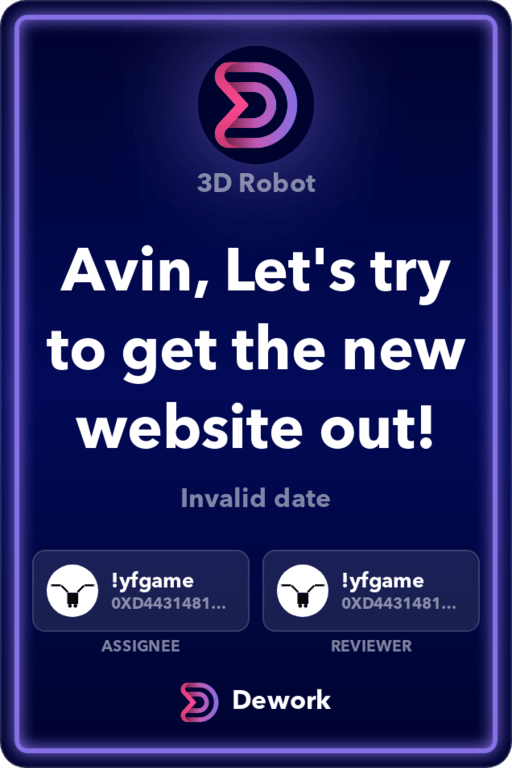 3D Robot
Avin, Let's try
to get the new
website out!
Invalid date
!yfgame
0XD4431481...
ASSIGNEE
!yfgame
0XD4431481...
REVIEWER
Dework